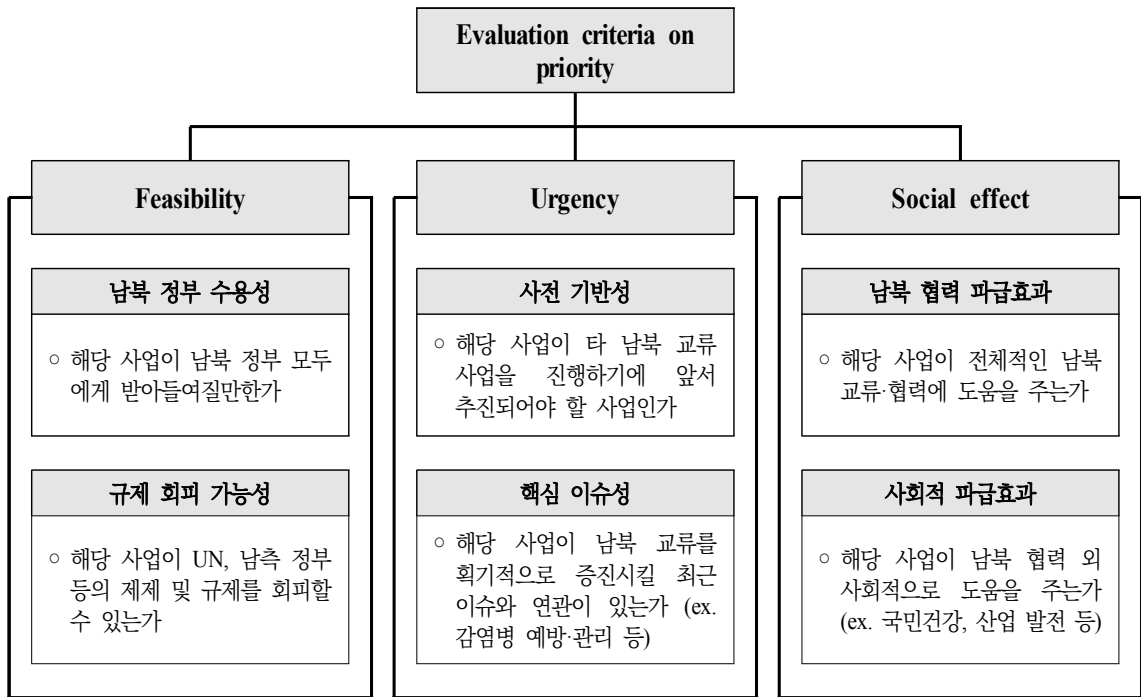 Evaluation criteria on
priority
Feasibility
남북 정부 수용성
○ 해당 사업이 남북 정부 모두
에게 받아들여질만한가
규제 회피 가능성
○ 해당 사업이 UN, 남측 정부
등의 제제 및 규제를 회피할
수 있는가
Urgency
사전 기반성
○ 해당 사업이 타 남북 교류
사업을 진행하기에 앞서
추진되어야 할 사업인가
핵심 이슈성
○ 해당 사업이 남북 교류를
획기적으로 증진시킬 최근
이슈와 연관이 있는가 (ex.
감염병 예방·관리 등)
Social effect
남북 협력 파급효과
○ 해당 사업이 전체적인 남북
교류·협력에 도움을 주는가
사회적 파급효과
○ 해당 사업이 남북 협력 외
사회적으로 도움을 주는가
(ex. 국민건강, 산업 발전 등)